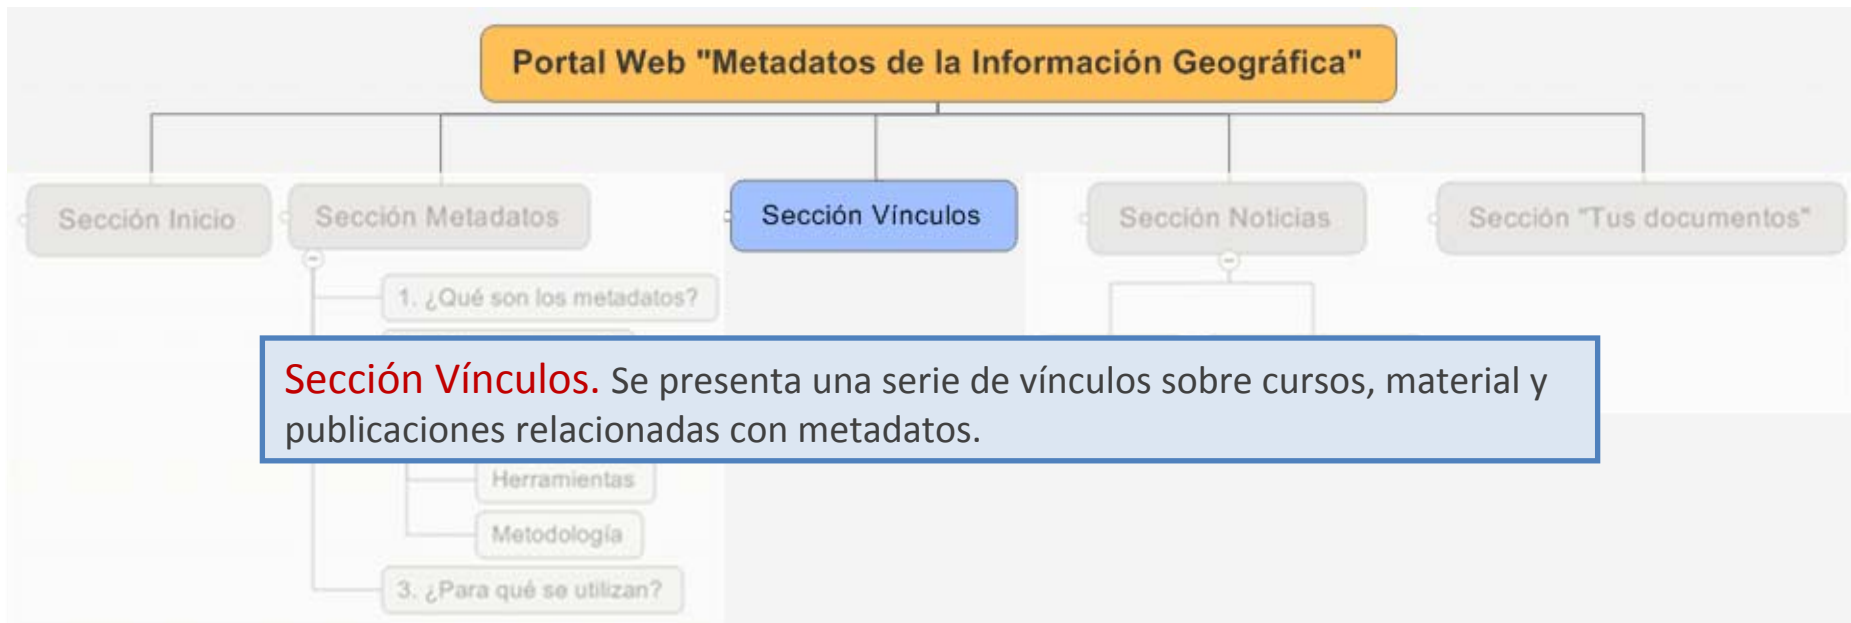 Portal Web "Metadatos de la Información Geográfica"
Sección Inicio
Sección Metadatos
Sección Vínculos
Sección Noticias
Sección "Tus documentos"
1. ¿Qué son los metadatos?
Sección Vínculos. Se presenta una serie de vínculos sobre cursos, material y
publicaciones relacionadas con metadatos.
Herramientas
Metodología
3. ¿Para qué se utilizan?